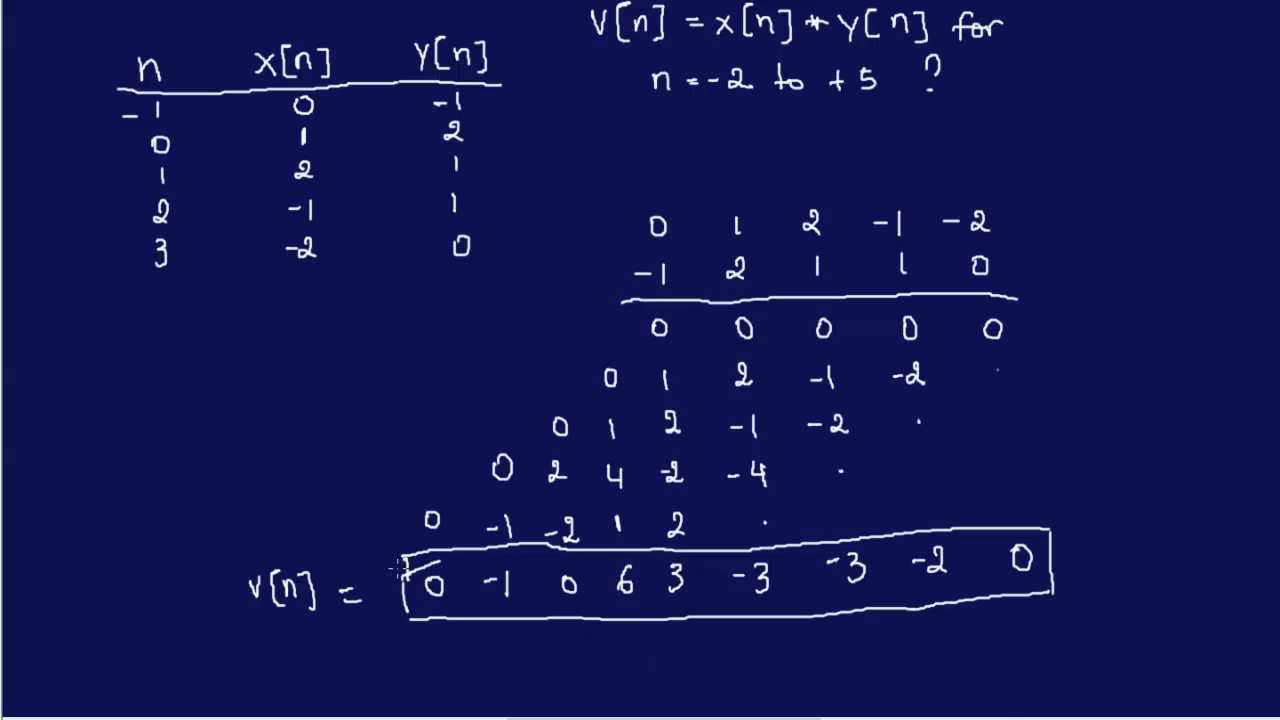 v[n] = x[n] * y[n] for
n = -2 to + 5 ?
n x[n] y[n]
-1 0 -1
0 1 2
1 2 1
2 -1 1
3 -2 0
0 1 2 -1 -2
-1 2 1 1 0
0 0 0 0 0
0 1 2 -1 -2 .
0 1 2 -1 -2 .
0 2 4 -2 -4 .
0 -1 -2 1 2 .
v[n] = 0 -1 0 6 3 -3 -3 -2 0